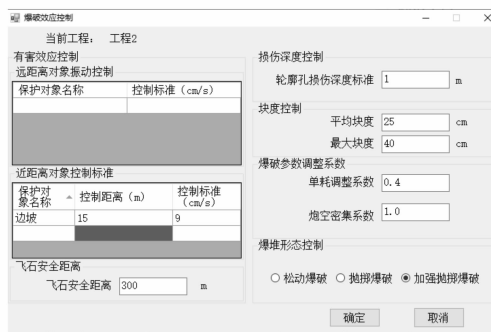 爆破效应控制
当前工程： 工程2
有害效应控制
远距离对象振动控制
保护对象名称 控制标准（cm/s）
近距离对象控制标准
保护对象名称 控制距离（m） 控制标准（cm/s）
边坡 15 9
飞石安全距离
飞石安全距离 300 m
损伤深度控制
轮廓孔损伤深度标准 1 m
块度控制
平均块度 25 cm
最大块度 40 cm
爆破参数调整系数
单耗调整系数 0.4
炮空密集系数 1.0
爆堆形态控制
松动爆破 抛掷爆破 加强抛掷爆破
确定 取消